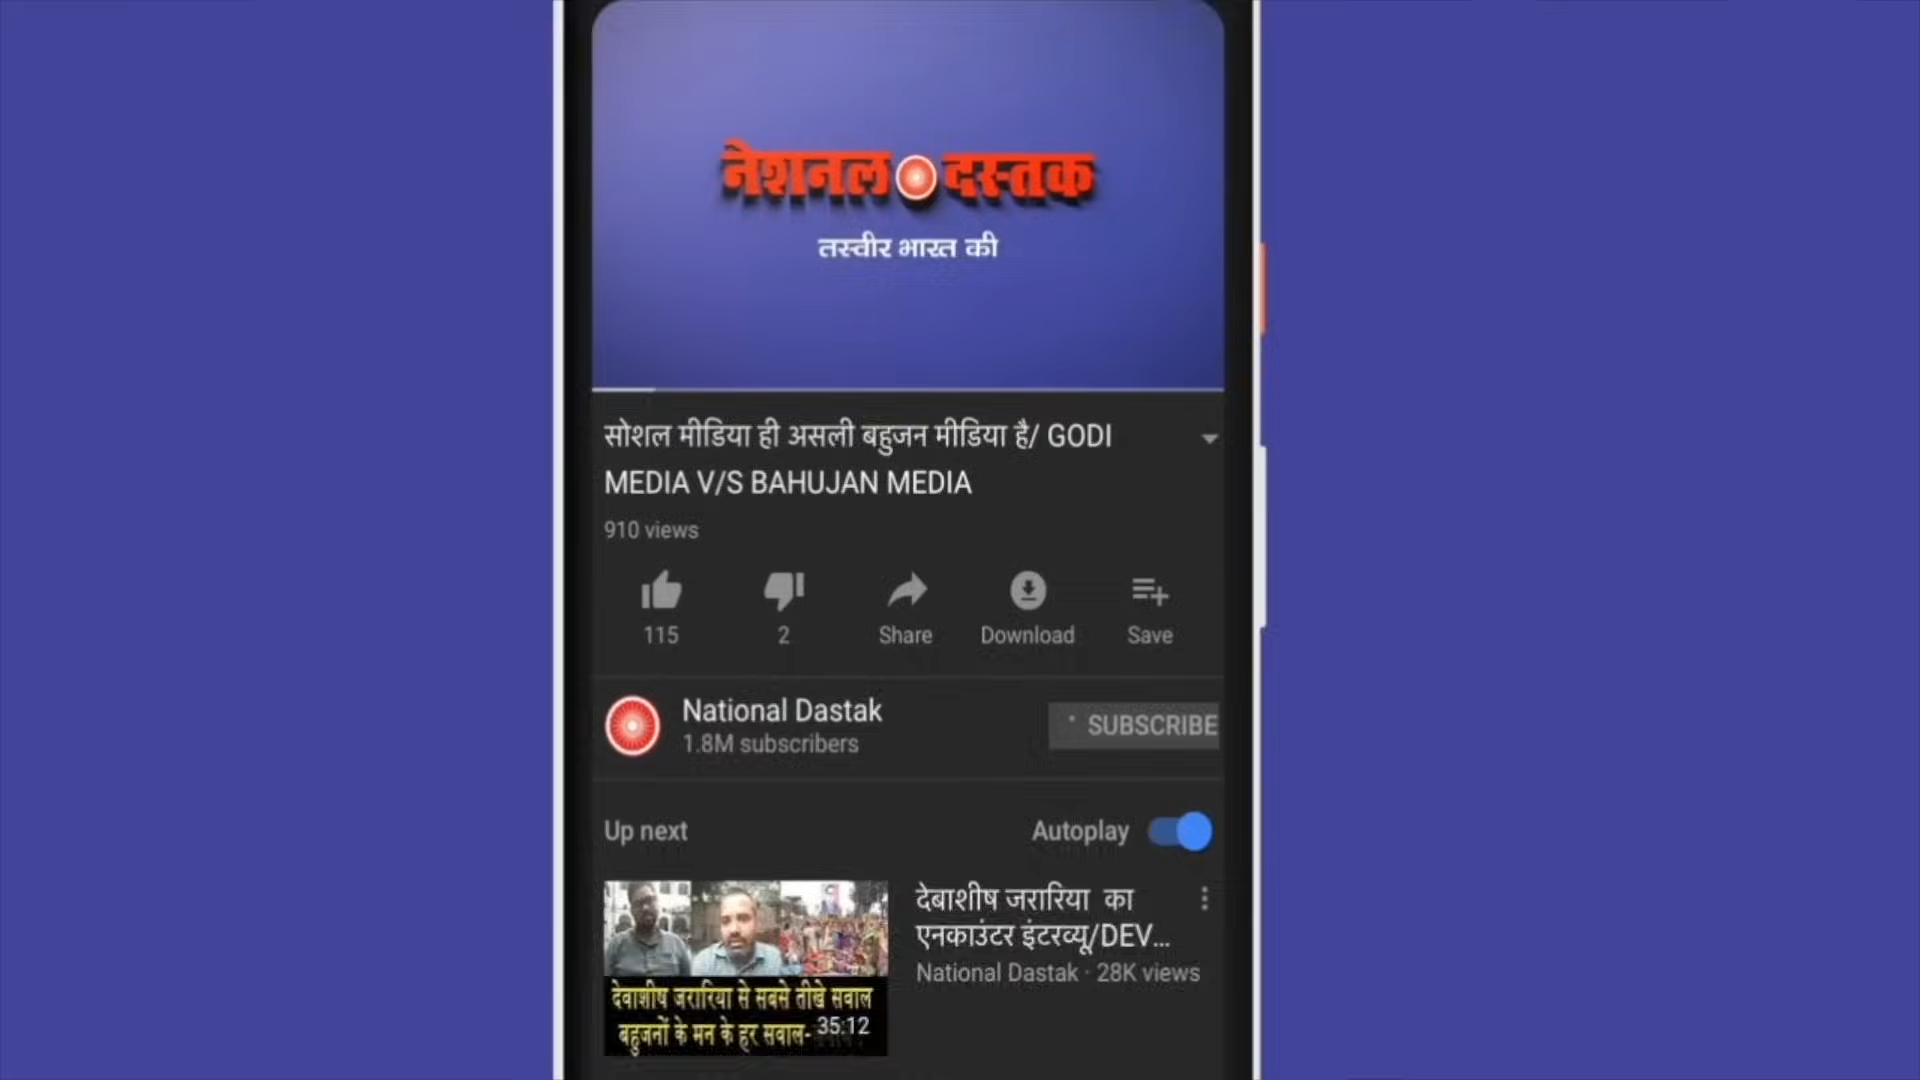 नेशनल दस्तक
तस्वीर भारत की
सोशल मीडिया ही असली बहुजन मीडिया है/ GODI
MEDIA V/S BAHUJAN MEDIA
910 views
115
2
Share
Download
Save
National Dastak
1.8M subscribers
SUBSCRIBE
Up next
Autoplay
देबाशीष जरारिया का
एनकाउंटर इंटरव्यू/DEV...
National Dastak · 28K views
देवाशीष जरारिया से सबसे तीखे सवाल
बहुजनों के मन के हर सवाल-
35:12